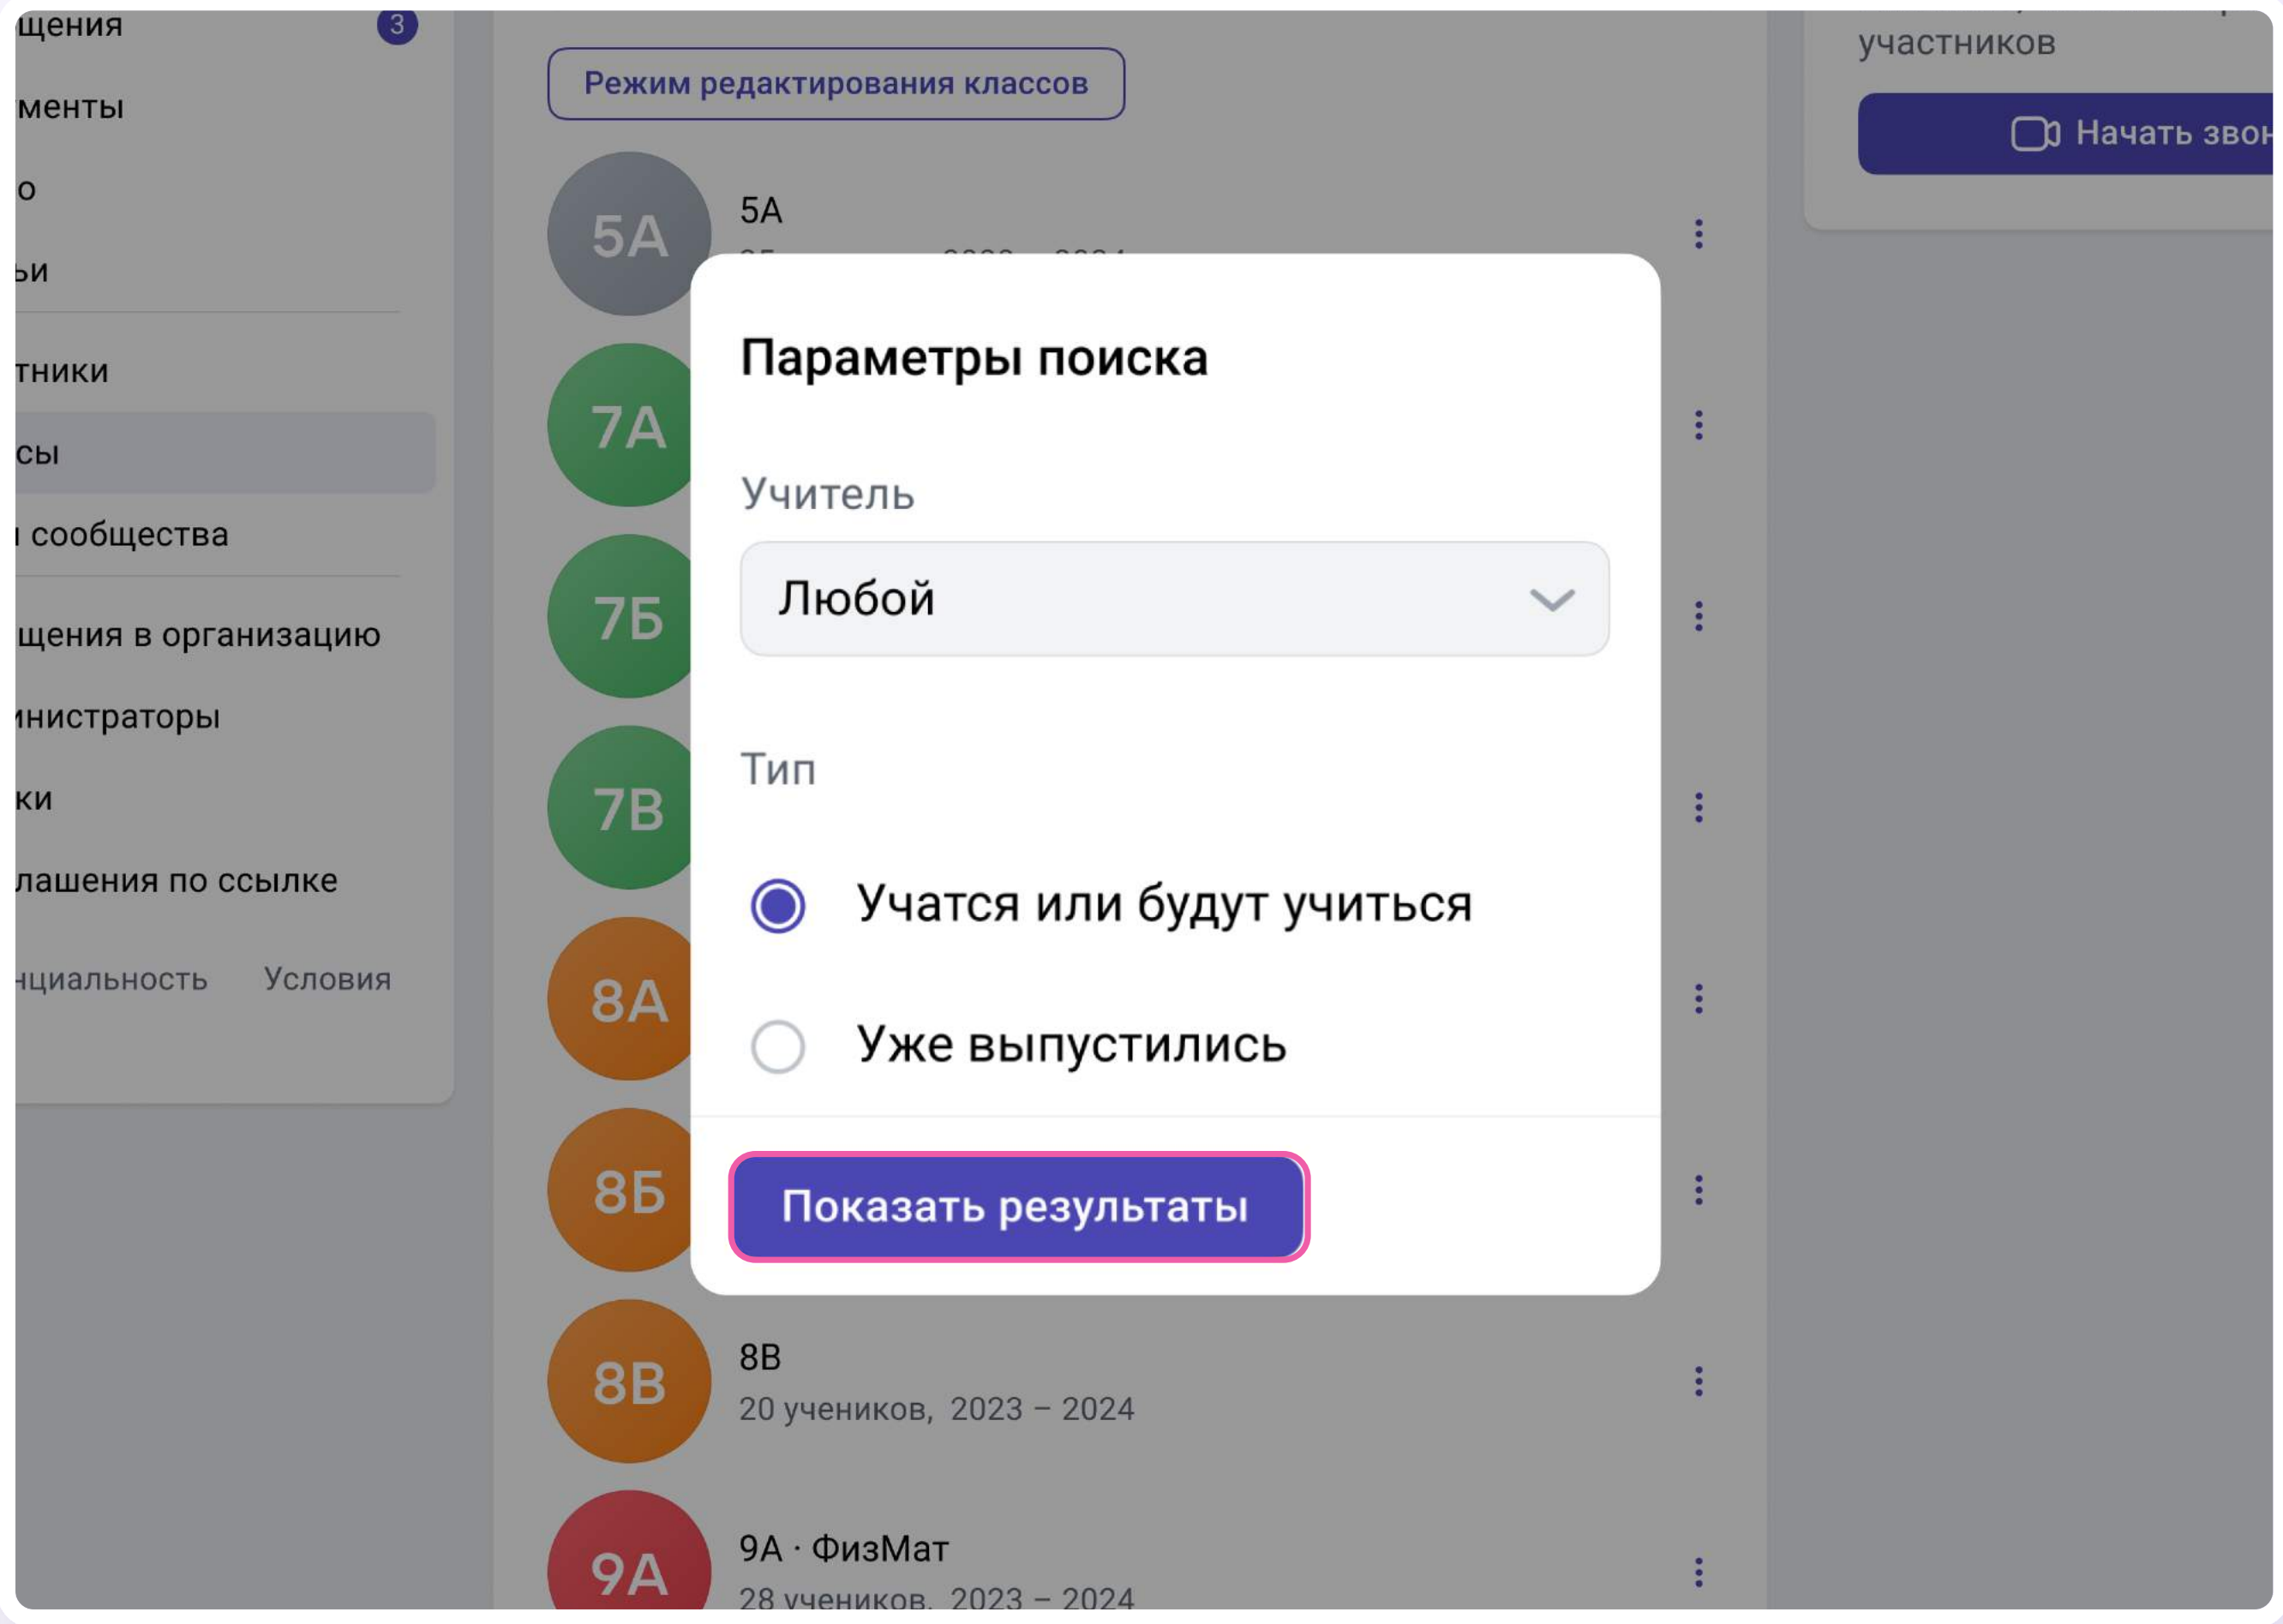 щения
3
менты
о
ьи
тники
сы
сообщества
щения в организацию
министраторы
ки
лашения по ссылке
нциальность Условия
Режим редактирования классов
5А
5А
7А
7Б
7В
8А
8Б
8В
8В
20 учеников, 2023 – 2024
9А
9А · ФизМат
28 учеников, 2023 – 2024
Параметры поиска
Учитель
Любой
Тип
Учатся или будут учиться
Уже выпустились
Показать результаты
участников
Начать звон